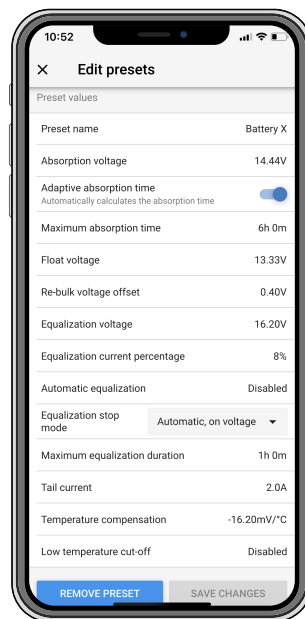 10:52
Edit presets
Preset values
Preset name Battery X
Absorption voltage 14.44V
Adaptive absorption time
Automatically calculates the absorption time
Maximum absorption time 6h 0m
Float voltage 13.33V
Re-bulk voltage offset 0.40V
Equalization voltage 16.20V
Equalization current percentage 8%
Automatic equalization Disabled
Equalization stop
mode Automatic, on voltage
Maximum equalization duration 1h 0m
Tail current 2.0A
Temperature compensation -16.20mV/°C
Low temperature cut-off Disabled
REMOVE PRESET SAVE CHANGES